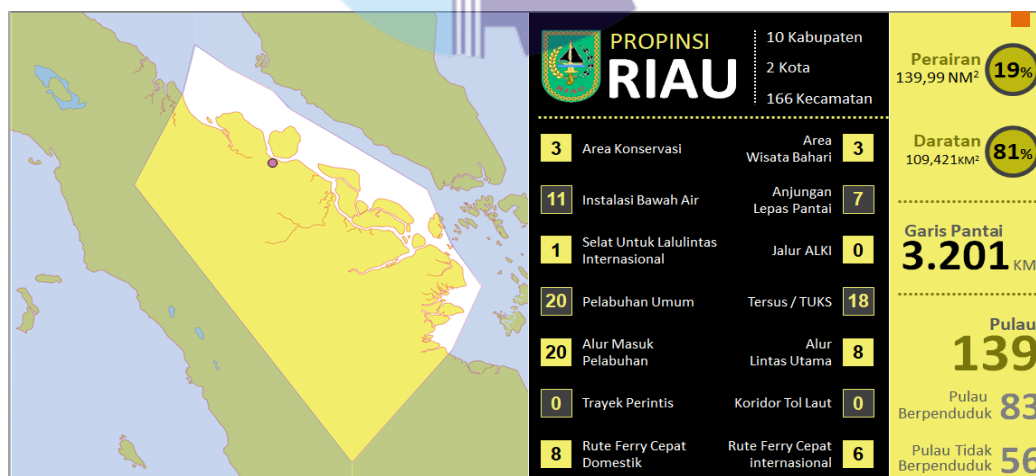 PROPINSI
RIAU
10 Kabupaten
2 Kota
166 Kecamatan
3 Area Konservasi
Area
Wisata Bahari 3
11 Instalasi Bawah Air
Anjungan
Lepas Pantai 7
1 Selat Untuk Lalulintas
Internasional
Jalur ALKI 0
20 Pelabuhan Umum
Tersus / TUKS 18
20 Alur Masuk
Pelabuhan
Alur
Lintas Utama 8
0 Trayek Perintis
Koridor Tol Laut 0
8 Rute Ferry Cepat
Domestik
Rute Ferry Cepat
internasional 6
Perairan
139,99 NM²
19%
Daratan
109,421KM²
81%
Garis Pantai
3.201 KM
Pulau
139
Pulau
Berpenduduk 83
Pulau Tidak
Berpenduduk 56